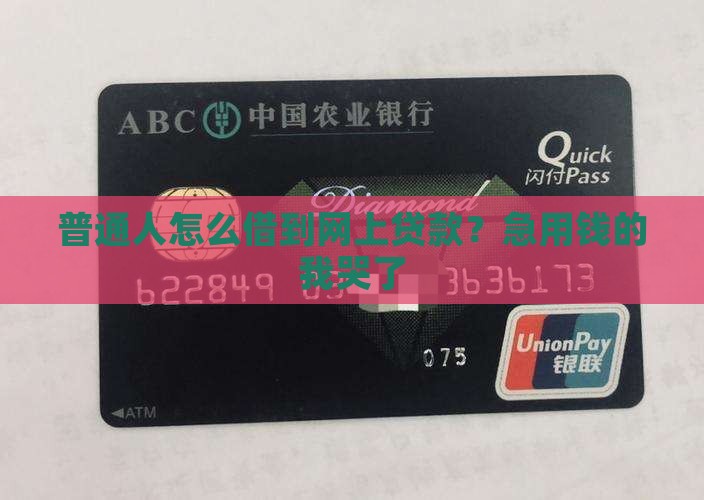 ABC 中国农业银行
Quick
闪付Pass
Diamond
普通人怎么借到网上贷款？急用钱的
我哭了
622849 3636173
075
UnionPay
银联
◄ATM